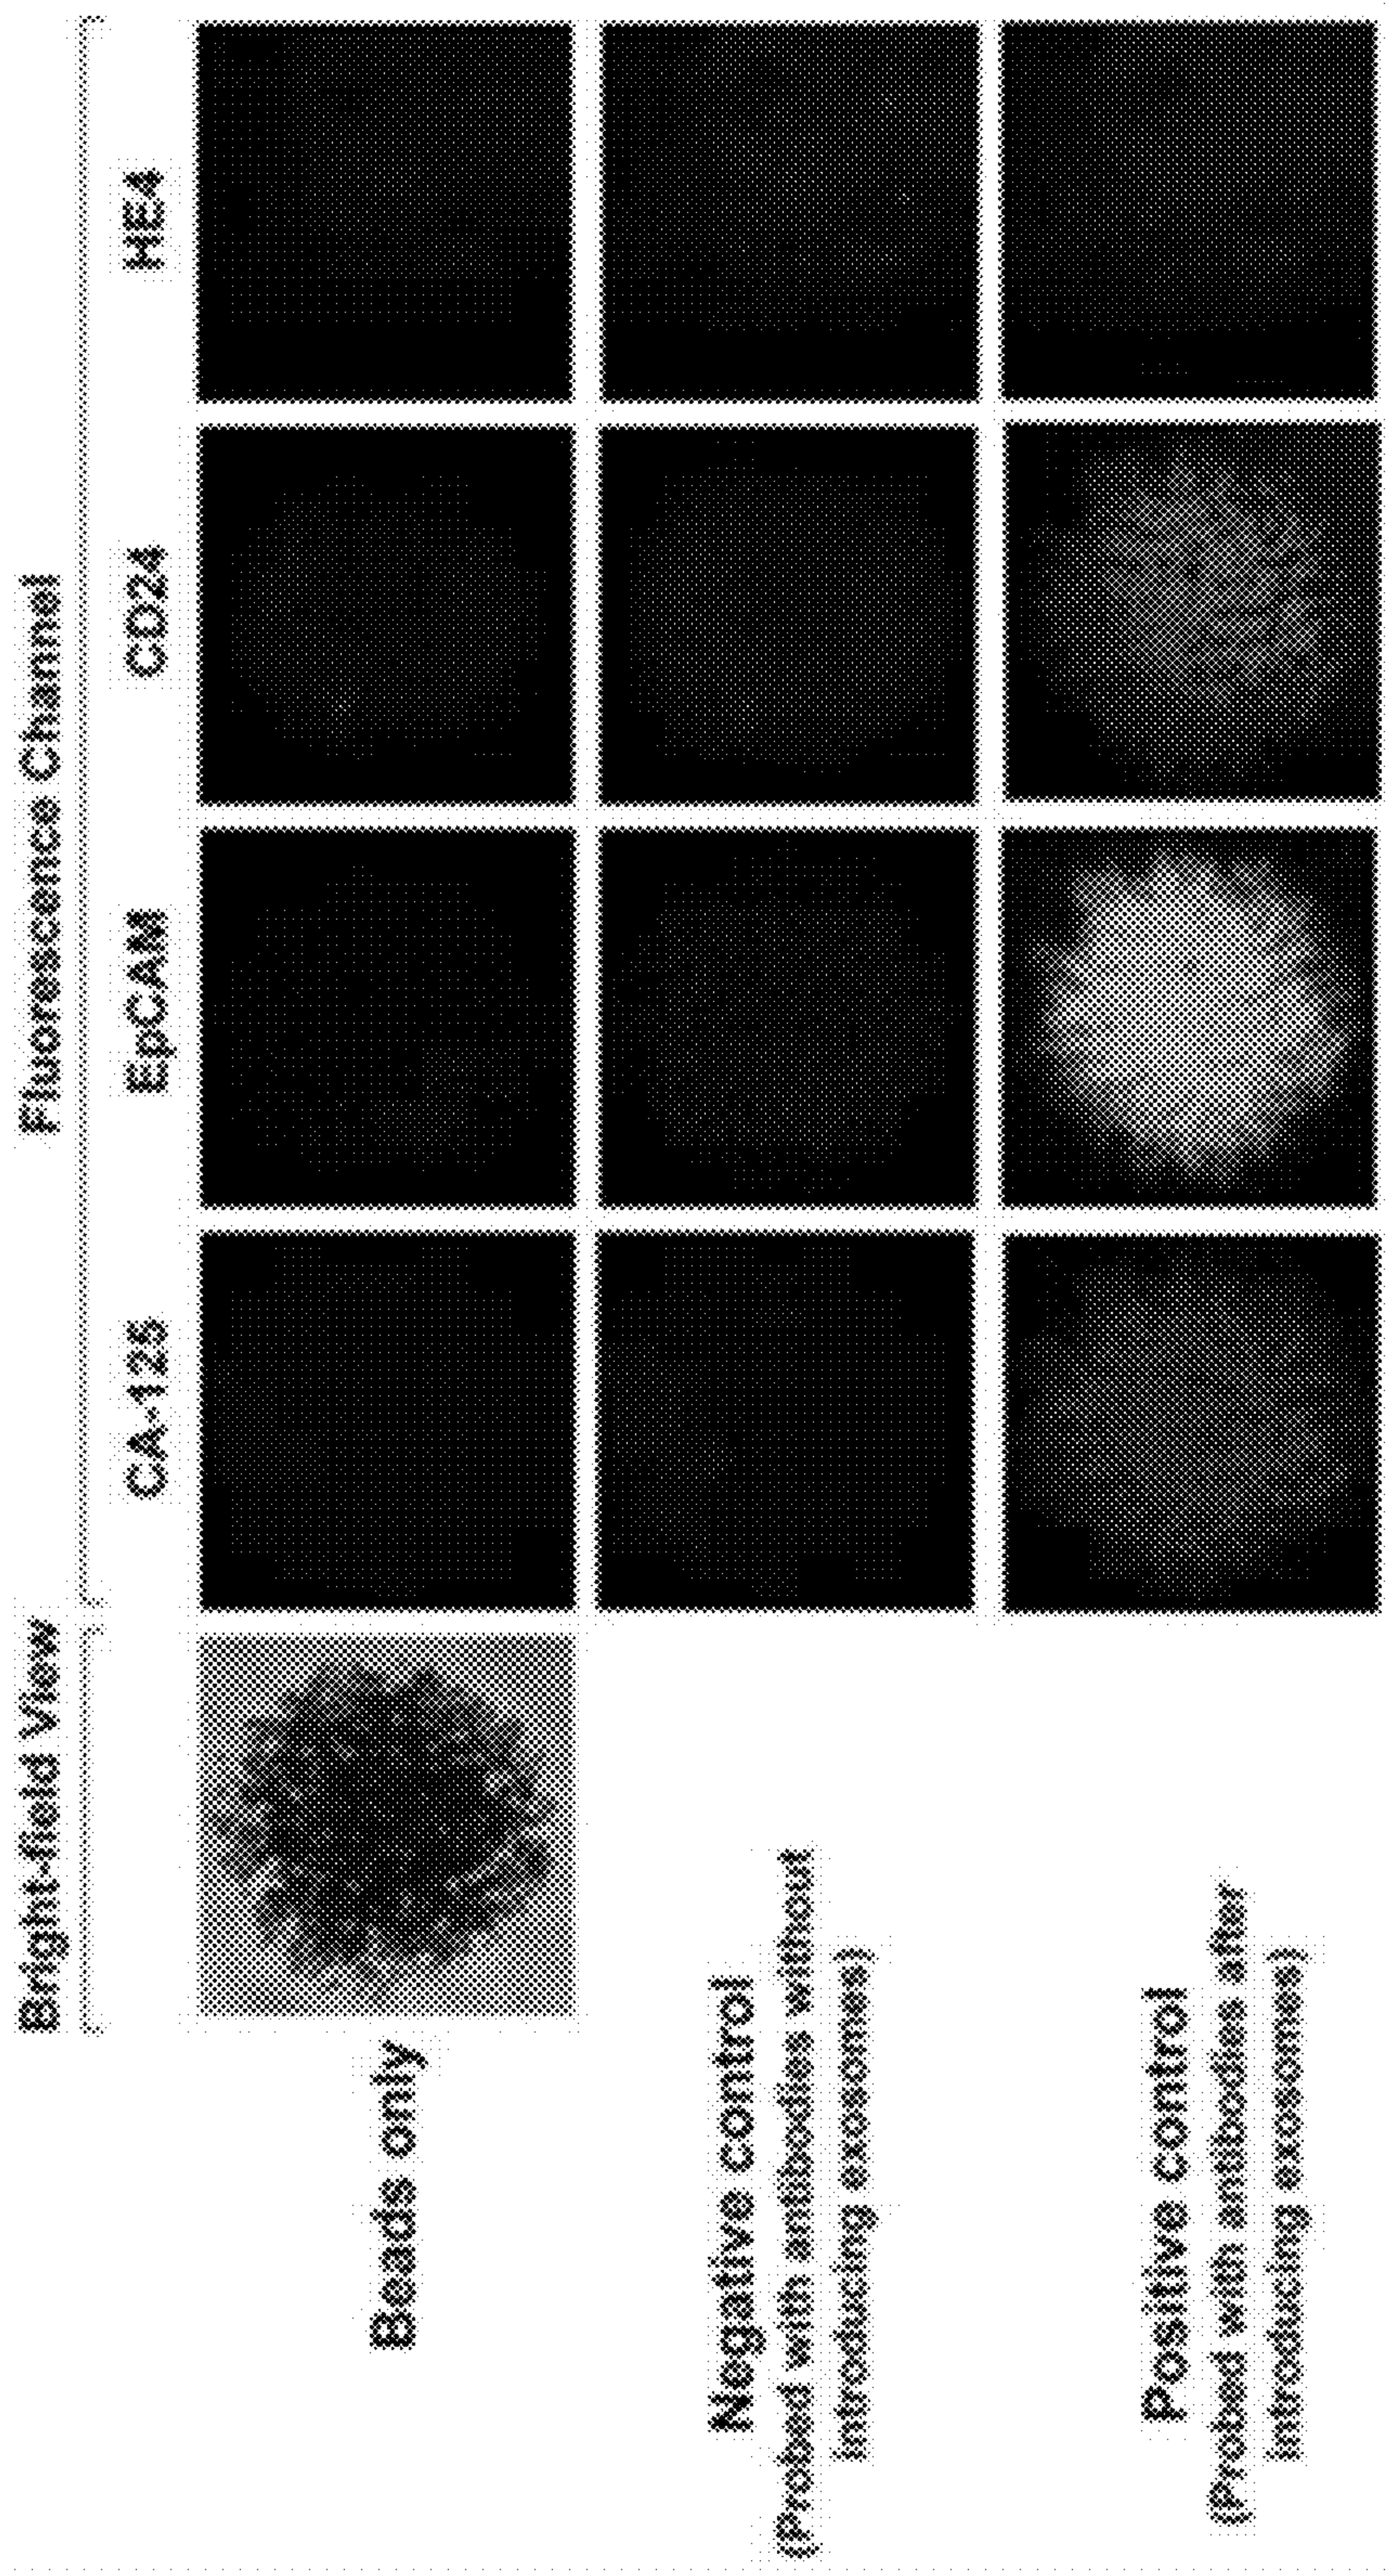 Bright-field View
Fluorescence Channel
CA-125
EpCAM
CD24
HE4
Beads only
Negative control
(Probed with antibodies without
introducing exosomes)
Positive control
(Probed with antibodies after
introducing exosomes)